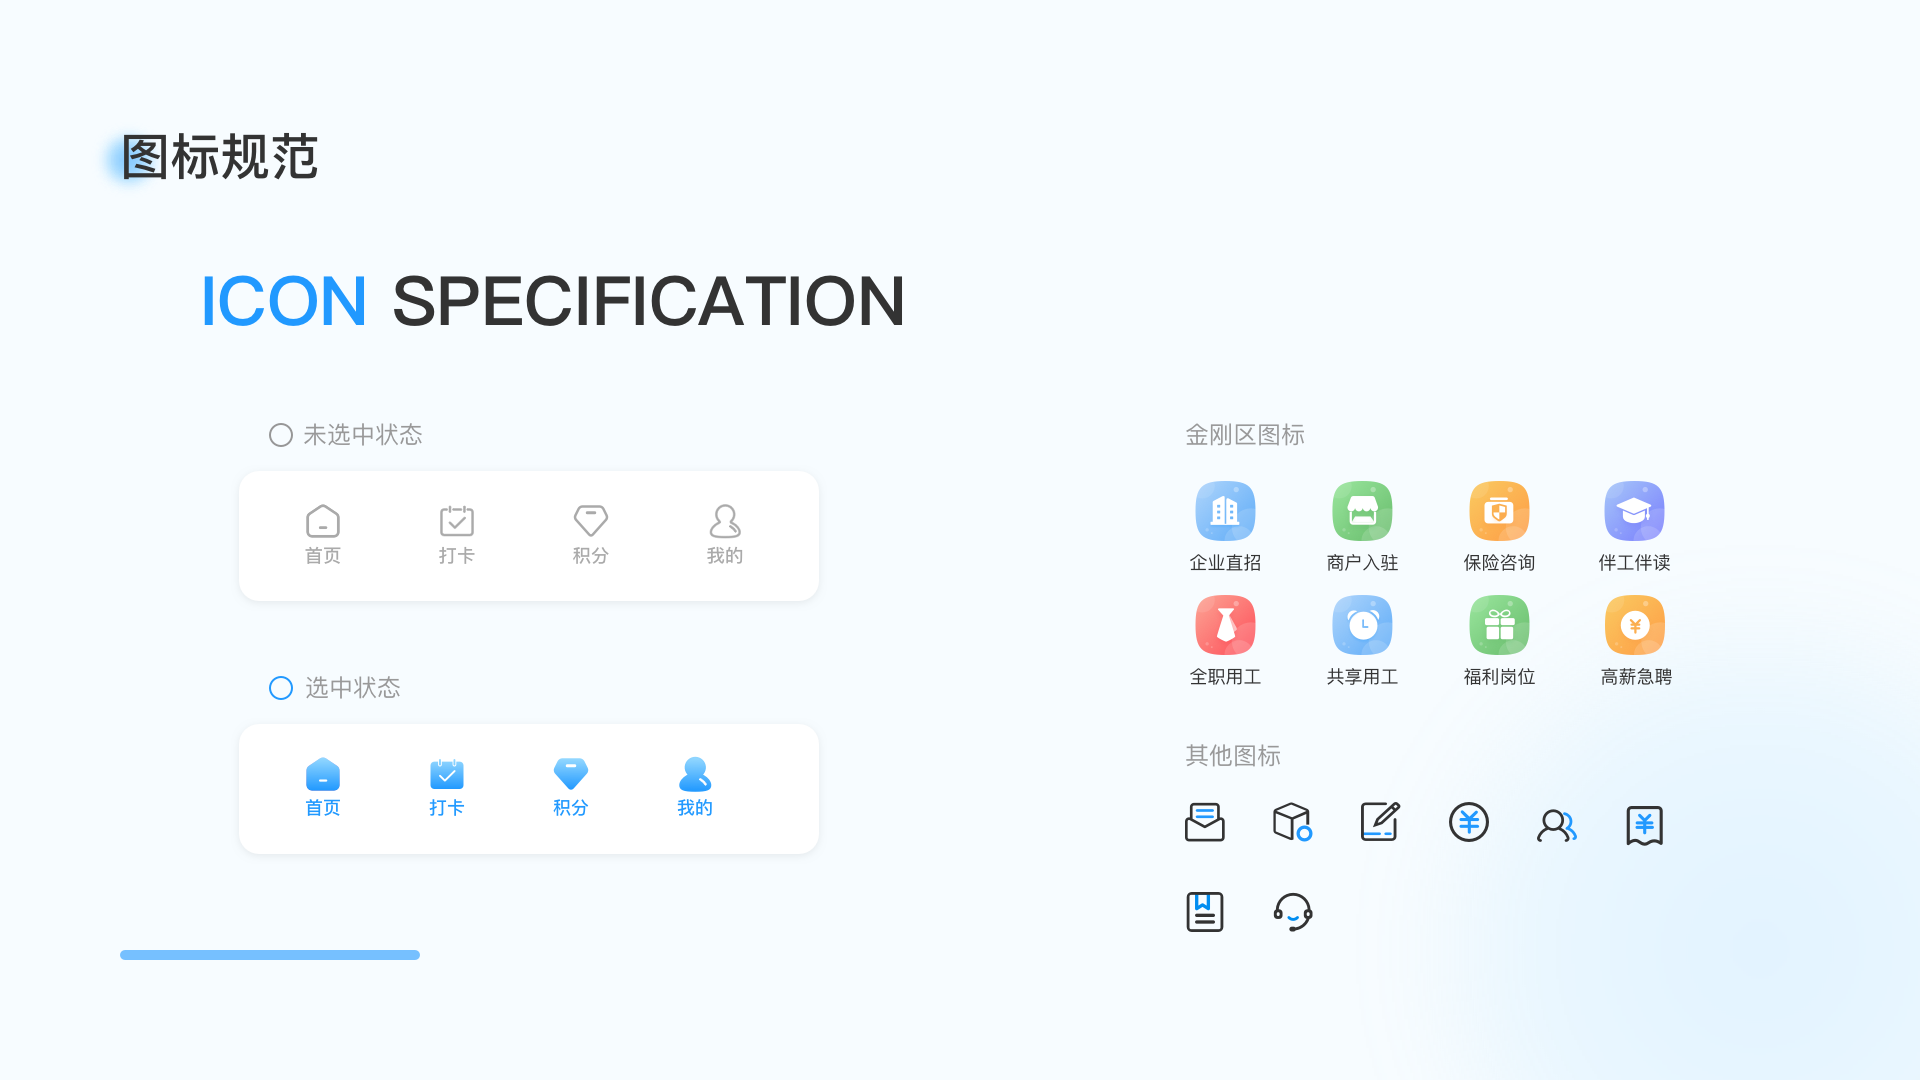 图标规范
ICON SPECIFICATION
未选中状态
首页 打卡 积分 我的
选中状态
首页 打卡 积分 我的
金刚区图标
企业直招 商户入驻 保险咨询 伴工伴读
全职用工 共享用工 福利岗位 高薪急聘
其他图标